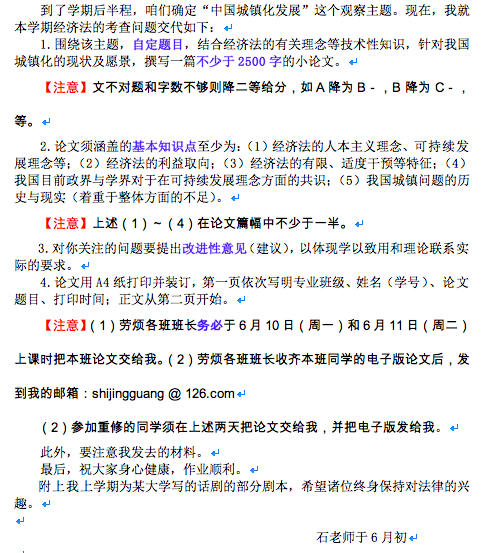 到了学期后半程，咱们确定“中国城镇化发展”这个观察主题。现在，我就
本学期经济法的考查问题交代如下：
1.围绕该主题，自定题目，结合经济法的有关理念等技术性知识，针对我国
城镇化的现状及愿景，撰写一篇不少于 2500 字的小论文。
【注意】文不对题和字数不够则降二等给分，如 A 降为 B－，B 降为 C－，
等。
2.论文须涵盖的基本知识点至少为：（1）经济法的人本主义理念、可持续发
展理念等；（2）经济法的利益取向；（3）经济法的有限、适度干预等特征；（4）
我国目前政界与学界对于在可持续发展理念方面的共识；（5）我国城镇问题的历
史与现实（着重于整体方面的不足）。
【注意】上述（1）～（4）在论文篇幅中不少于一半。
3.对你关注的问题要提出改进性意见（建议），以体现学以致用和理论联系实
际的要求。
4.论文用 A4 纸打印并装订，第一页依次写明专业班级、姓名（学号）、论文
题目、打印时间；正文从第二页开始。
【注意】（1）劳烦各班班长务必于 6 月 10 日（周一）和 6 月 11 日（周二）
上课时把本班论文交给我。（2）劳烦各班班长收齐本班同学的电子版论文后，发
到我的邮箱：shijingguang @ 126.com
（2）参加重修的同学须在上述两天把论文交给我，并把电子版发给我。
此外，要注意我发去的材料。
最后，祝大家身心健康，作业顺利。
附上我上学期为某大学写的话剧的部分剧本，希望诸位终身保持对法律的兴
趣。
石老师于 6 月初